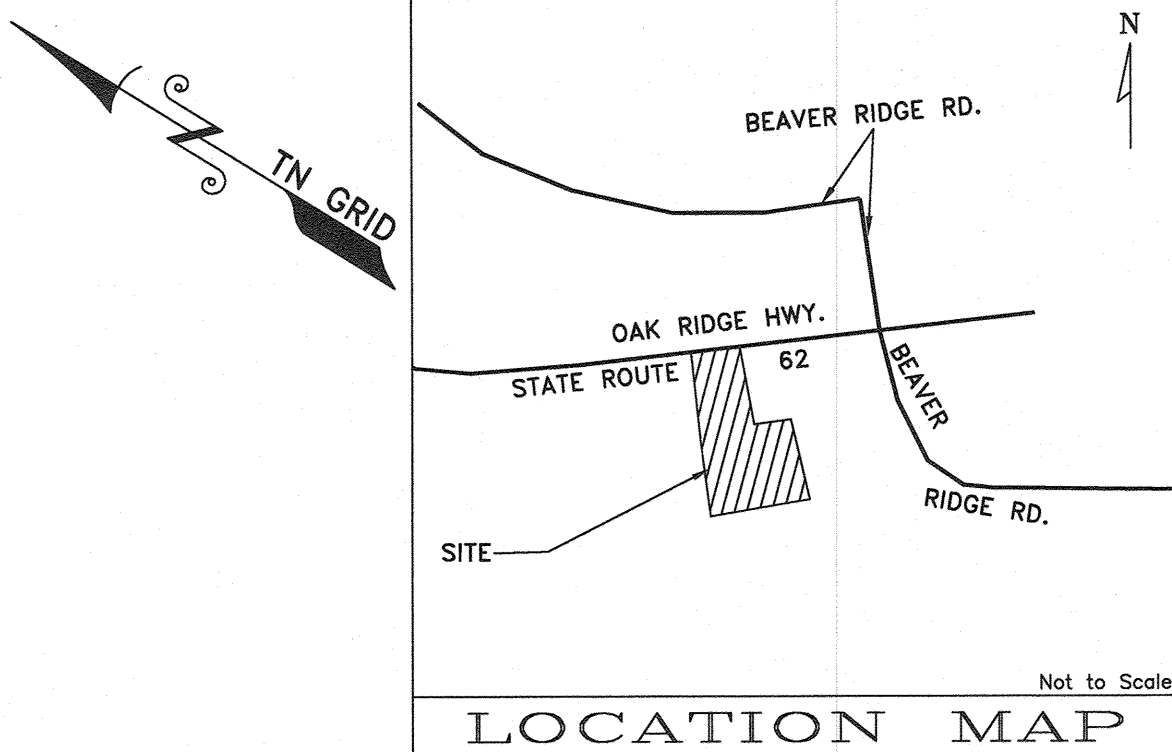 N
BEAVER RIDGE RD.
TN GRID
OAK RIDGE HWY.
STATE ROUTE 62
BEAVER
RIDGE RD.
SITE
Not to Scale
LOCATION MAP